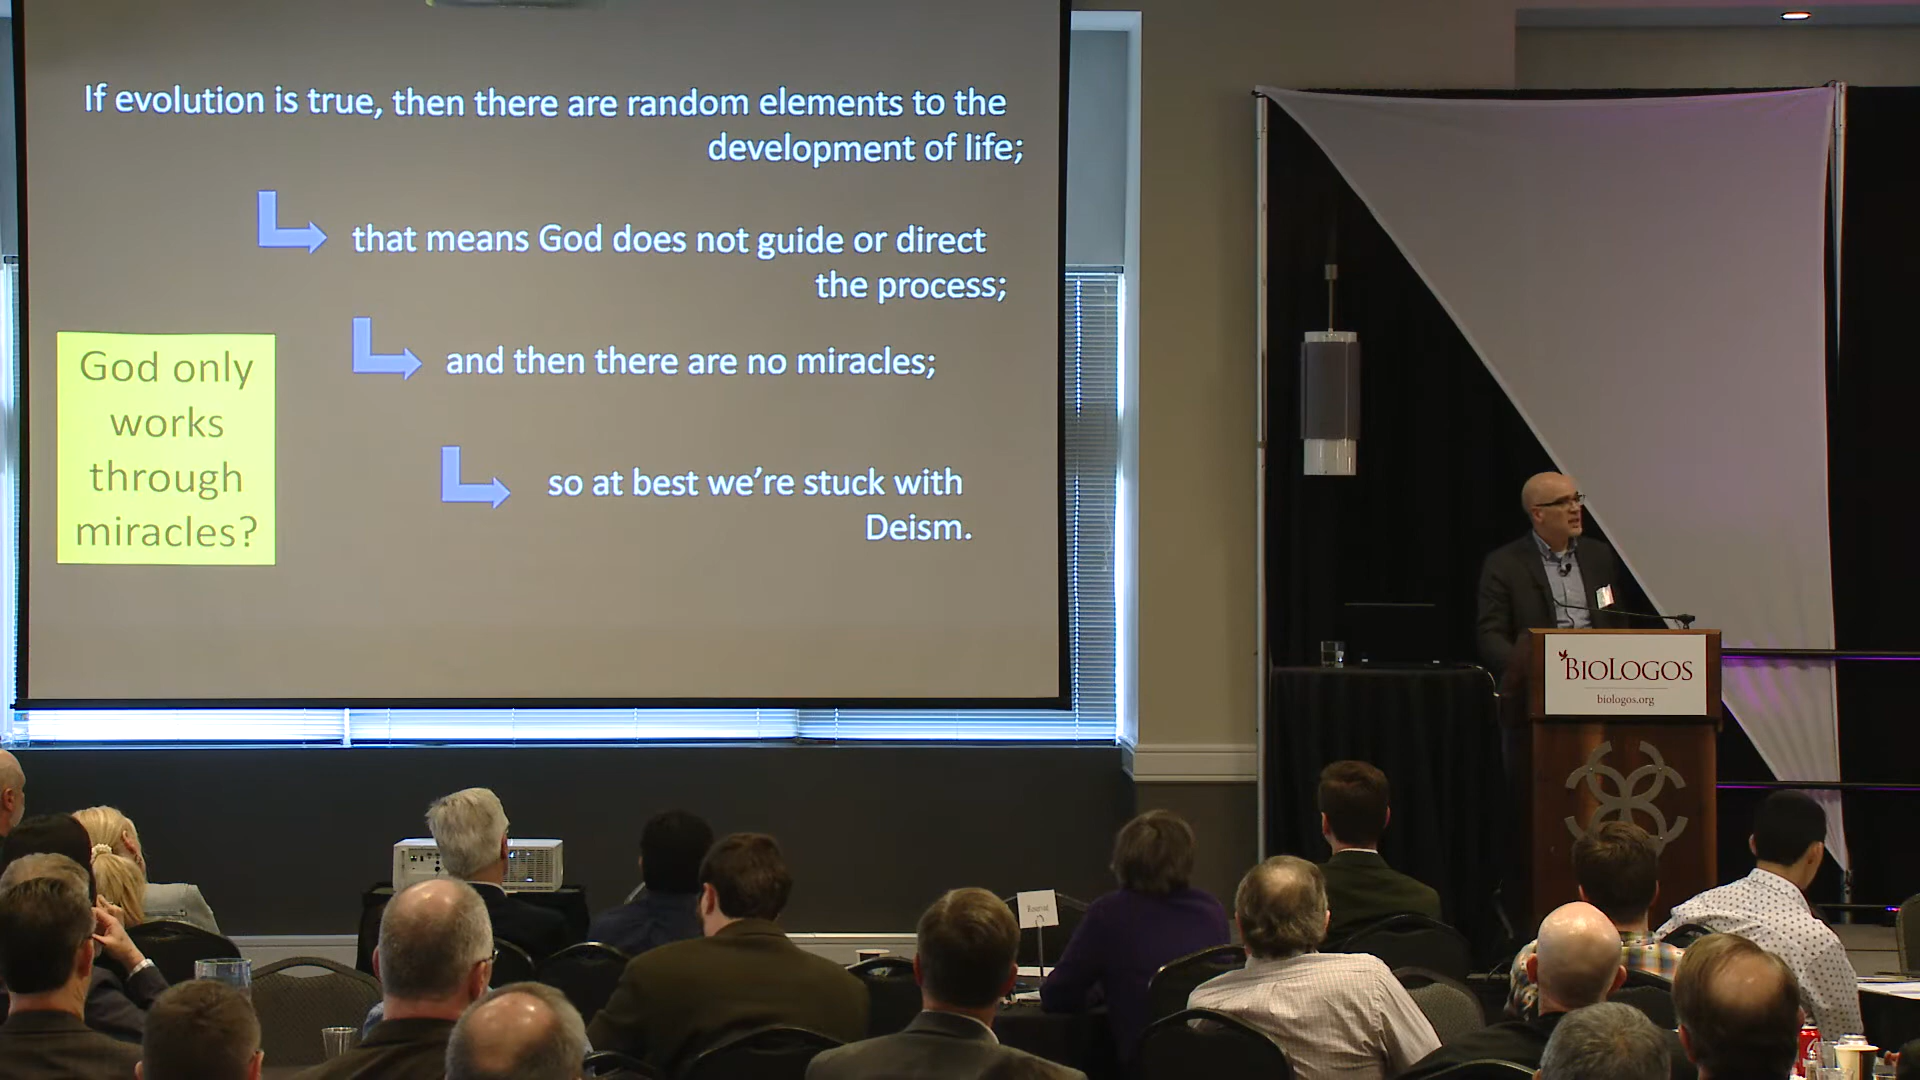 If evolution is true, then there are random elements to the
development of life;
that means God does not guide or direct
the process;
and then there are no miracles;
so at best we're stuck with
Deism.
God only
works
through
miracles?
BIOLOGOS
biologos.org
Reserved